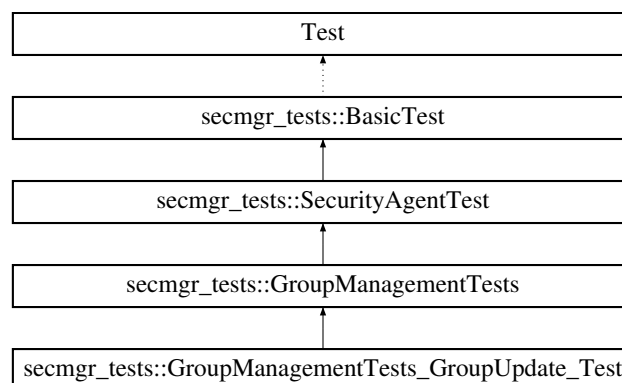 Test
secmgr_tests::BasicTest
secmgr_tests::SecurityAgentTest
secmgr_tests::GroupManagementTests
secmgr_tests::GroupManagementTests_GroupUpdate_Test